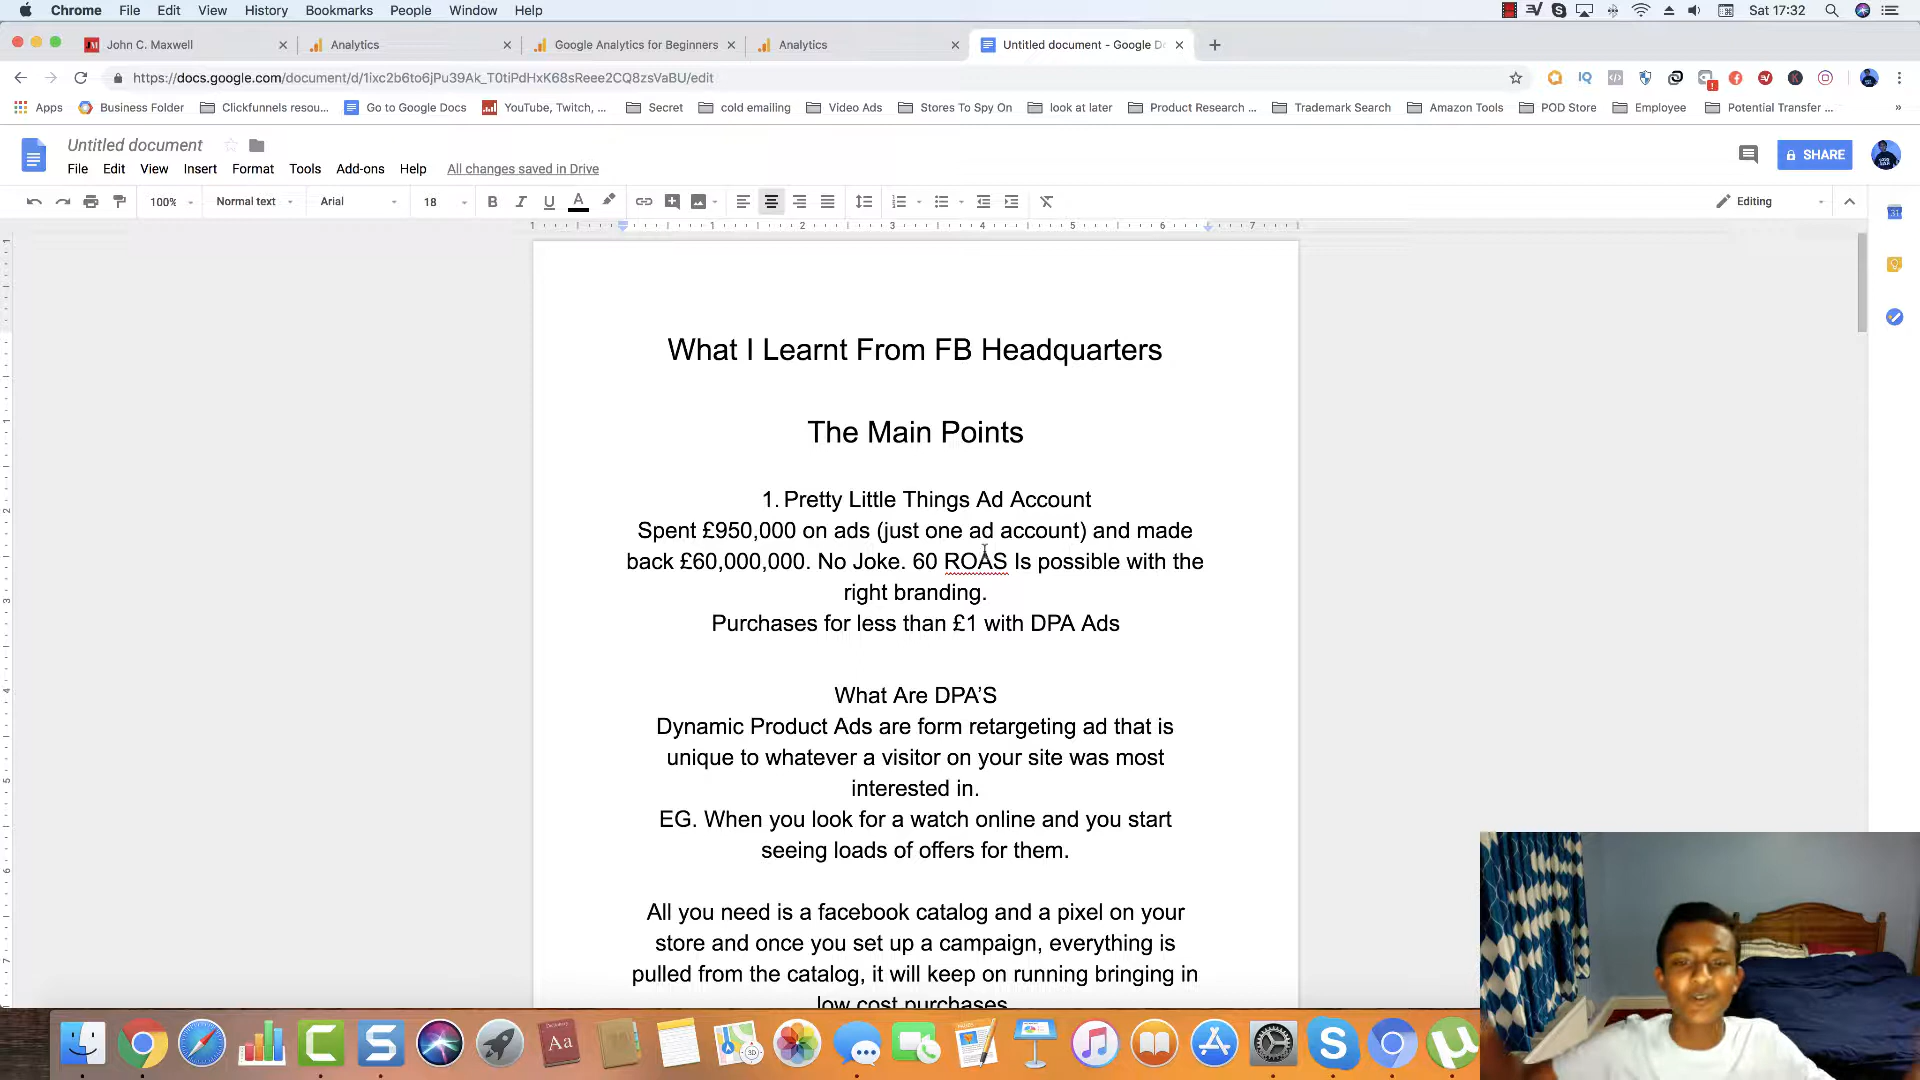 Chrome File Edit View History Bookmarks People Window Help Sat 17:32
John C. Maxwell Analytics Google Analytics for Beginners Analytics Untitled document - Google Do
https://docs.google.com/document/d/1ixc2b6to6jPu39Ak_T0tiPdHxK68sReee2CQ8zsVaBU/edit
Apps Business Folder Clickfunnels resou... Go to Google Docs YouTube, Twitch, ... Secret cold emailing Video Ads Stores To Spy On look at later Product Research ... Trademark Search Amazon Tools POD Store Employee Potential Transfer ...
Untitled document
File Edit View Insert Format Tools Add-ons Help All changes saved in Drive
SHARE
100% Normal text Arial 18 Editing
What I Learnt From FB Headquarters
The Main Points
1. Pretty Little Things Ad Account
Spent £950,000 on ads (just one ad account) and made
back £60,000,000. No Joke. 60 ROAS Is possible with the
right branding.
Purchases for less than £1 with DPA Ads
What Are DPA'S
Dynamic Product Ads are form retargeting ad that is
unique to whatever a visitor on your site was most
interested in.
EG. When you look for a watch online and you start
seeing loads of offers for them.
All you need is a facebook catalog and a pixel on your
store and once you set up a campaign, everything is
pulled from the catalog, it will keep on running bringing in
low cost purchases